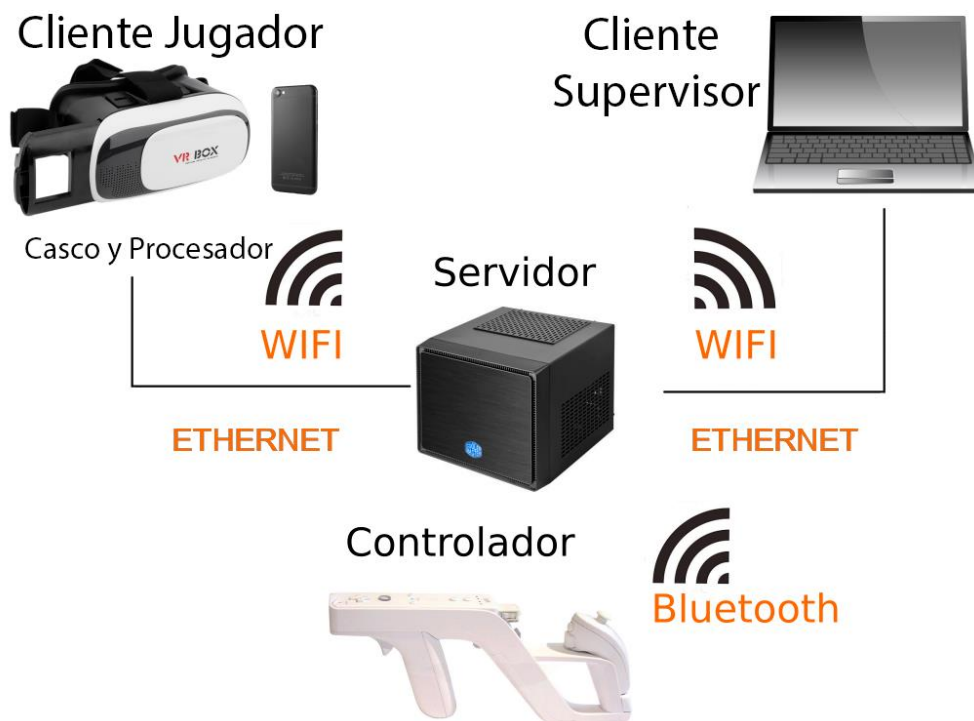 Cliente Jugador
Cliente
Supervisor
VR BOX
Casco y Procesador
Servidor
WIFI
WIFI
ETHERNET
ETHERNET
Controlador
Bluetooth